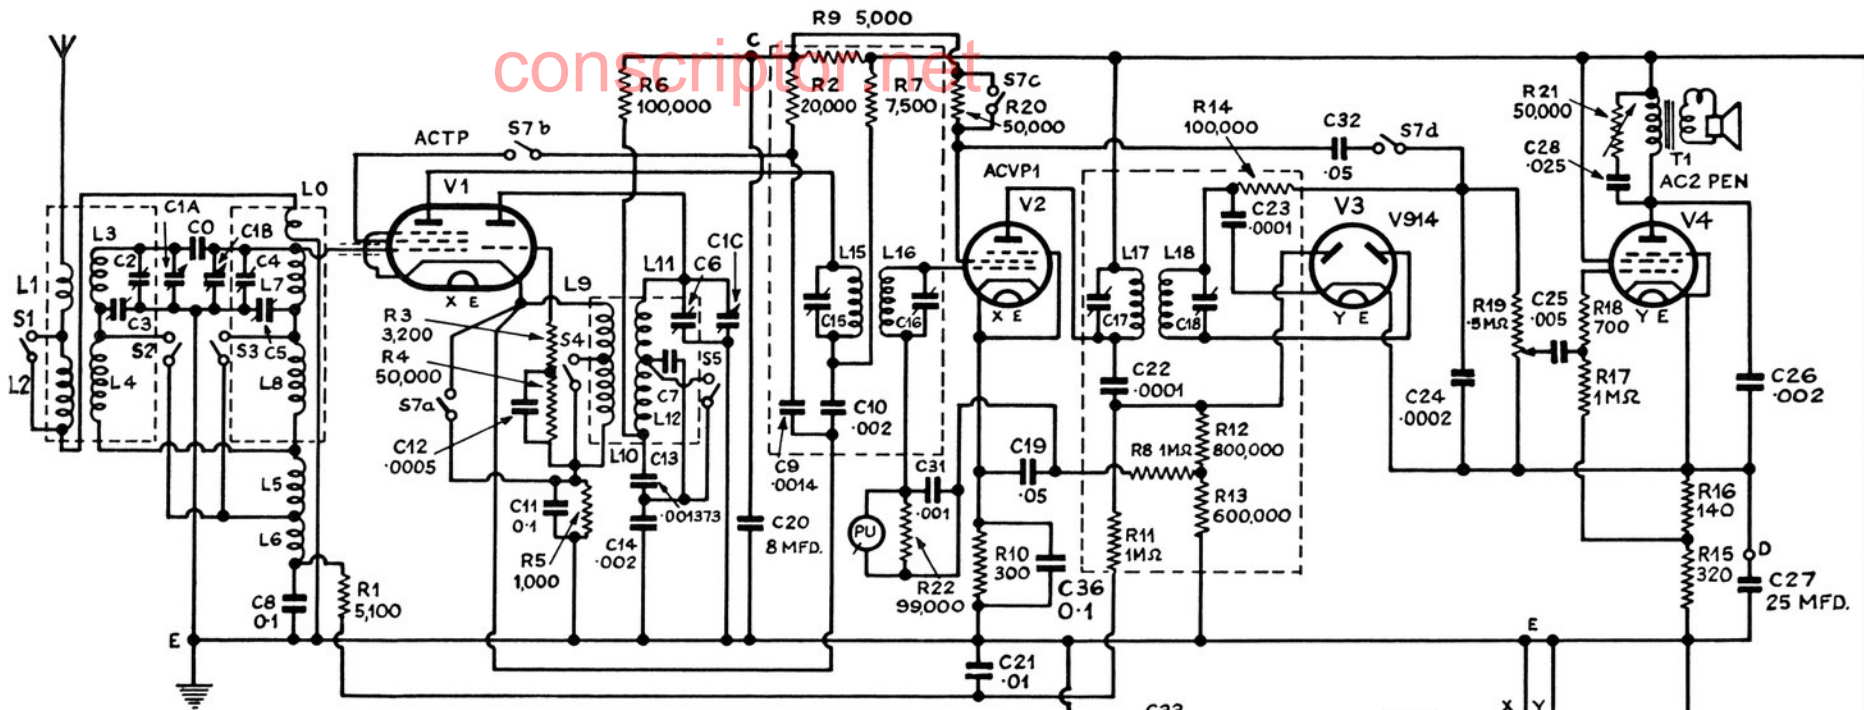 R9 5,000
C
conscriptor.net
R6
100,000
R2
20,000
R7
7,500
S7c
R20
50,000
R14
100,000
C32
.05
S7d
R21
50,000
C28
.025
T1
AC2 PEN
ACTP
S7b
V1
ACVP1
V2
C23
.0001
V3
V914
V4
L0
C1A
C0
C1B
L3
C2
C4
L7
C3
C5
L1
S1
L2
S2
S3
L4
L8
X E
L9
L11
C6
C1C
R3
3,200
R4
50,000
S4
S5
S7a
C7
L12
C12
.0005
L10
C13
.001373
L15
L16
C15
C16
X E
L17
L18
C17
C18
Y E
R19
.5MΩ
C25
.005
R18
700
Y E
C22
.0001
C24
.0002
R17
1MΩ
C26
.002
C10
.002
C9
.0014
C19
.05
R8 1MΩ
R12
800,000
R13
600,000
L5
L6
C11
0.1
R5
1,000
C14
.002
C20
8 MFD.
PU
C31
.001
R22
99,000
R10
300
C36
0.1
R11
1MΩ
R16
140
R15
320
D
C27
25 MFD.
C8
0.1
R1
5,100
E
E
C21
.01
C33
X Y